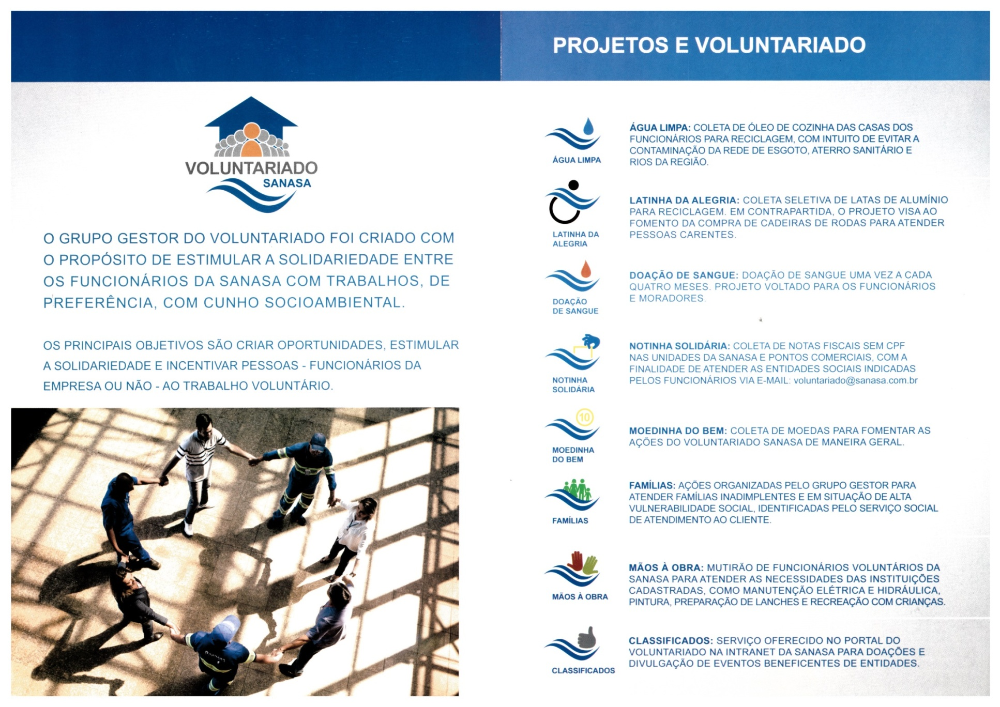 VOLUNTARIADO
SANASA
O GRUPO GESTOR DO VOLUNTARIADO FOI CRIADO COM
O PROPÓSITO DE ESTIMULAR A SOLIDARIEDADE ENTRE
OS FUNCIONÁRIOS DA SANASA COM TRABALHOS, DE
PREFERÊNCIA, COM CUNHO SOCIOAMBIENTAL.
OS PRINCIPAIS OBJETIVOS SÃO CRIAR OPORTUNIDADES, ESTIMULAR
A SOLIDARIEDADE E INCENTIVAR PESSOAS - FUNCIONÁRIOS DA
EMPRESA OU NÃO - AO TRABALHO VOLUNTÁRIO.
PROJETOS E VOLUNTARIADO
ÁGUA LIMPA
ÁGUA LIMPA: COLETA DE ÓLEO DE COZINHA DAS CASAS DOS
FUNCIONÁRIOS PARA RECICLAGEM, COM INTUITO DE EVITAR A
CONTAMINAÇÃO DA REDE DE ESGOTO, ATERRO SANITÁRIO E
RIOS DA REGIÃO.
LATINHA DA
ALEGRIA
LATINHA DA ALEGRIA: COLETA SELETIVA DE LATAS DE ALUMÍNIO
PARA RECICLAGEM. EM CONTRAPARTIDA, O PROJETO VISA AO
FOMENTO DA COMPRA DE CADEIRAS DE RODAS PARA ATENDER
PESSOAS CARENTES.
DOAÇÃO
DE SANGUE
DOAÇÃO DE SANGUE: DOAÇÃO DE SANGUE UMA VEZ A CADA
QUATRO MESES. PROJETO VOLTADO PARA OS FUNCIONÁRIOS
E MORADORES.
NOTINHA
SOLIDÁRIA
NOTINHA SOLIDÁRIA: COLETA DE NOTAS FISCAIS SEM CPF
NAS UNIDADES DA SANASA E PONTOS COMERCIAIS, COM A
FINALIDADE DE ATENDER AS ENTIDADES SOCIAIS INDICADAS
PELOS FUNCIONÁRIOS VIA E-MAIL: voluntariado@sanasa.com.br
10
MOEDINHA
DO BEM
MOEDINHA DO BEM: COLETA DE MOEDAS PARA FOMENTAR AS
AÇÕES DO VOLUNTARIADO SANASA DE MANEIRA GERAL.
FAMÍLIAS
FAMÍLIAS: AÇÕES ORGANIZADAS PELO GRUPO GESTOR PARA
ATENDER FAMÍLIAS INADIMPLENTES E EM SITUAÇÃO DE ALTA
VULNERABILIDADE SOCIAL, IDENTIFICADAS PELO SERVIÇO SOCIAL
DE ATENDIMENTO AO CLIENTE.
MÃOS À OBRA
MÃOS À OBRA: MUTIRÃO DE FUNCIONÁRIOS VOLUNTÁRIOS DA
SANASA PARA ATENDER AS NECESSIDADES DAS INSTITUIÇÕES
CADASTRADAS, COMO MANUTENÇÃO ELÉTRICA E HIDRÁULICA,
PINTURA, PREPARAÇÃO DE LANCHES E RECREAÇÃO COM CRIANÇAS.
CLASSIFICADOS
CLASSIFICADOS: SERVIÇO OFERECIDO NO PORTAL DO
VOLUNTARIADO NA INTRANET DA SANASA PARA DOAÇÕES E
DIVULGAÇÃO DE EVENTOS BENEFICENTES DE ENTIDADES.